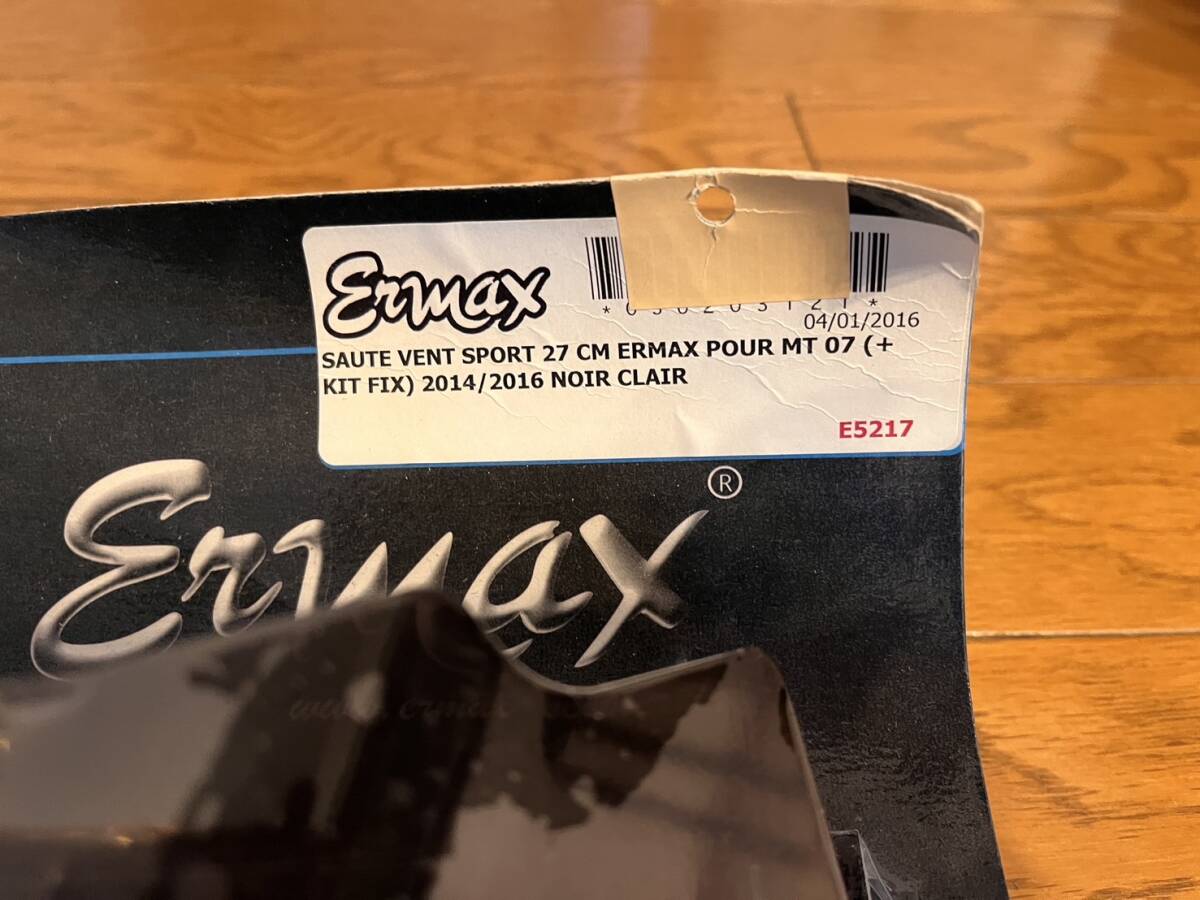 Ermax
04/01/2016
SAUTE VENT SPORT 27 CM ERMAX POUR MT 07 (+
KIT FIX) 2014/2016 NOIR CLAIR
E5217
Ermax ®